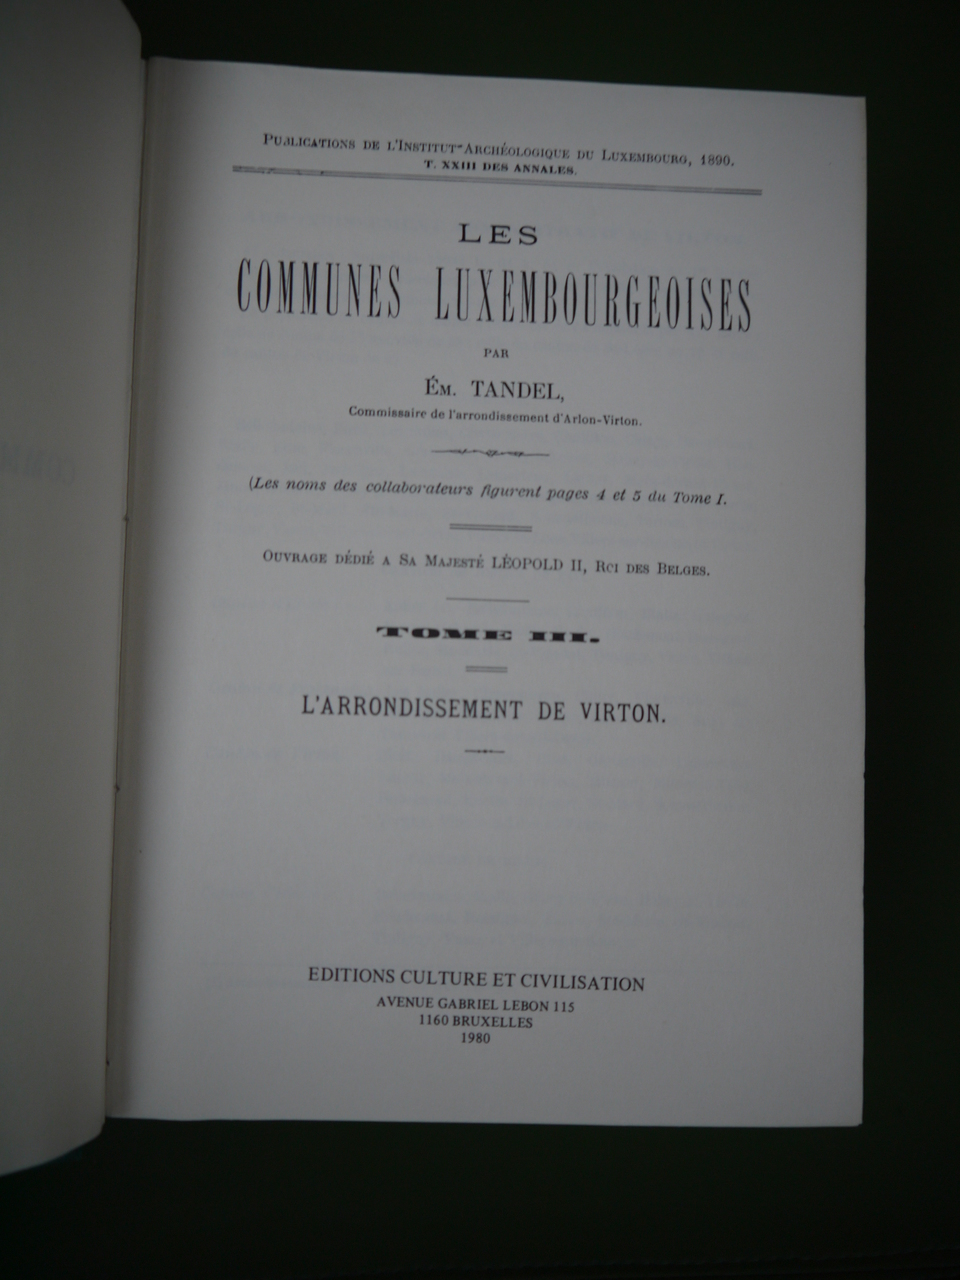 PUBLICATIONS DE L'INSTITUT ARCHÉOLOGIQUE DU LUXEMBOURG, 1890.
T. XXIII DES ANNALES.
LES
COMMUNES LUXEMBOURGEOISES
PAR
ÉM. TANDEL,
Commissaire de l'arrondissement d'Arlon-Virton.
(Les noms des collaborateurs figurent pages 4 et 5 du Tome I.
OUVRAGE DÉDIÉ A SA MAJESTÉ LÉOPOLD II, ROI DES BELGES.
TOME III.
L'ARRONDISSEMENT DE VIRTON.
EDITIONS CULTURE ET CIVILISATION
AVENUE GABRIEL LEBON 115
1160 BRUXELLES
1980